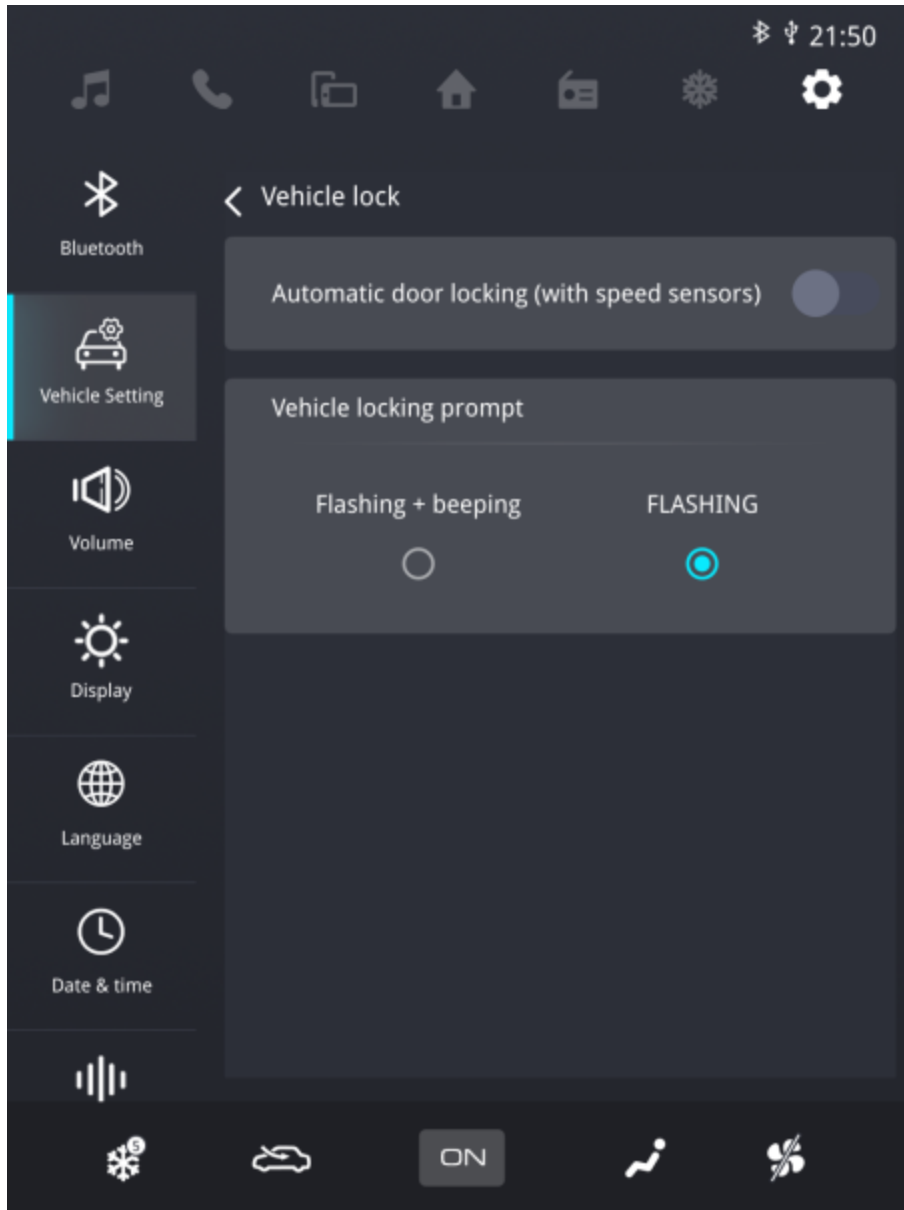 21:50
Bluetooth
Vehicle Setting
Volume
Display
Language
Date & time
Vehicle lock
Automatic door locking (with speed sensors)
Vehicle locking prompt
Flashing + beeping
FLASHING
S
ON